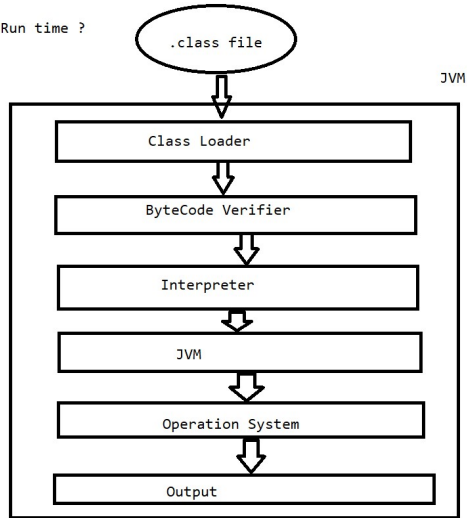 Run time ?
.class file
JVM
Class Loader
ByteCode Verifier
Interpreter
JVM
Operation System
Output